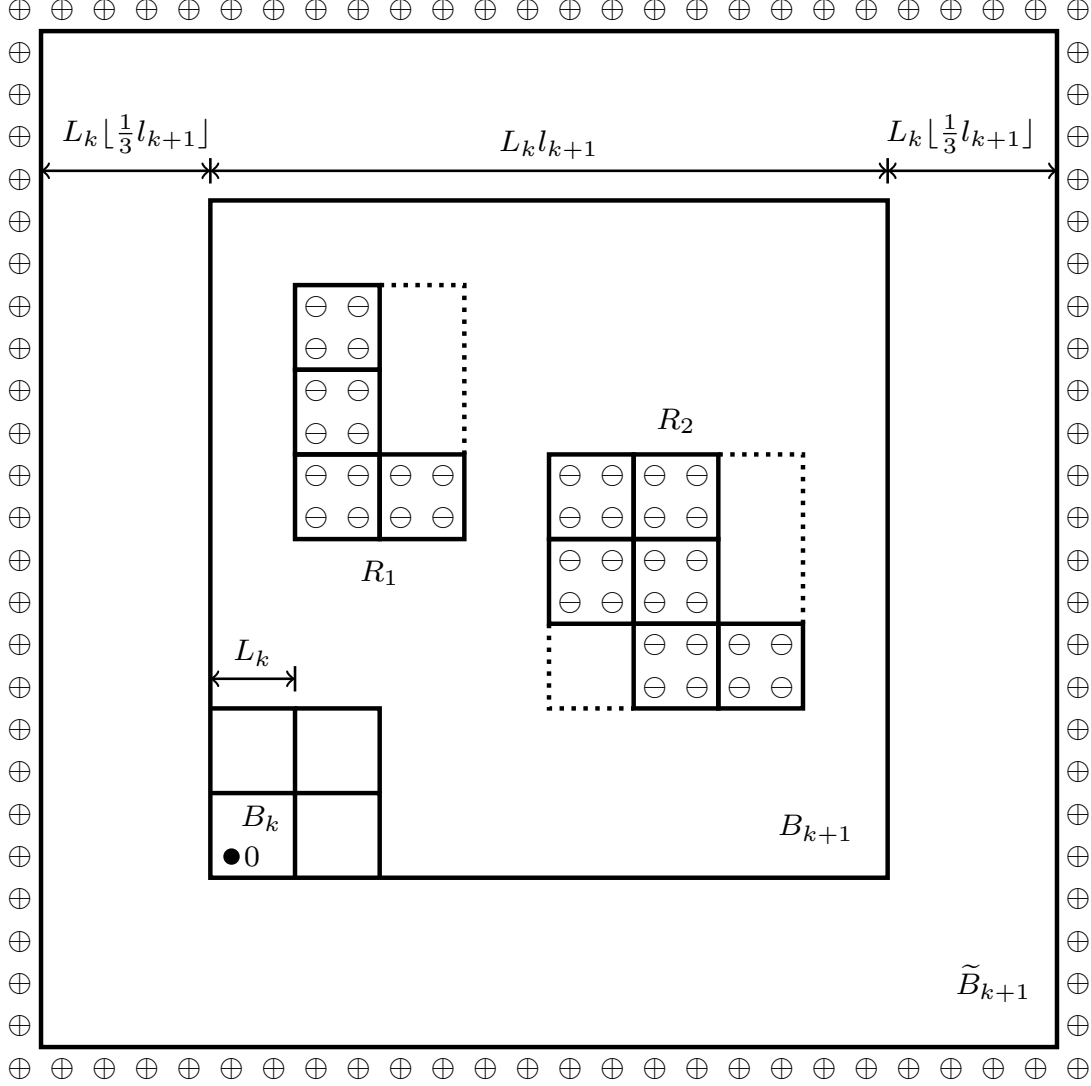 L_k⌊1/3 l_{k+1}⌋
L_k l_{k+1}
L_k⌊1/3 l_{k+1}⌋
R_2
R_1
L_k
B_k
B_{k+1}
0
B̃_{k+1}